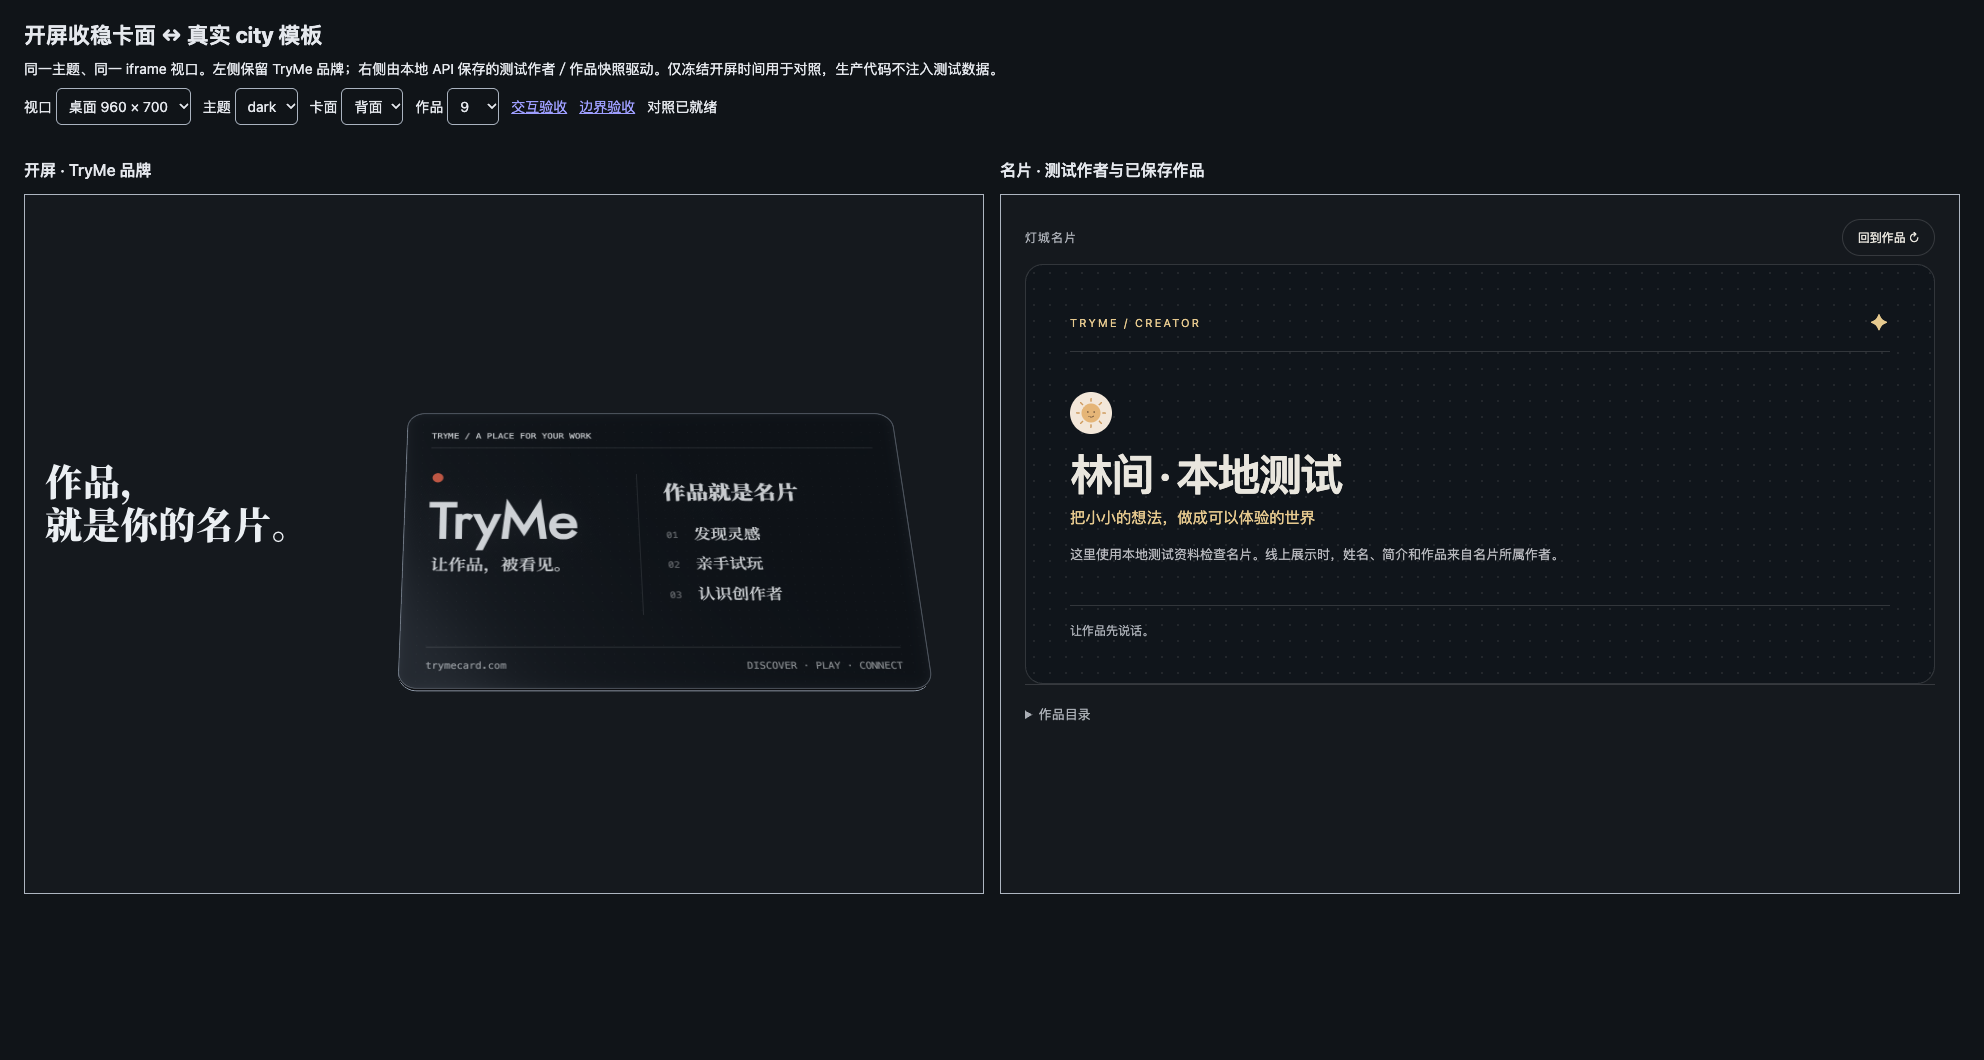 开屏收稳卡面 ↔ 真实 city 模板
同一主题、同一 iframe 视口。左侧保留 TryMe 品牌；右侧由本地 API 保存的测试作者 / 作品快照驱动。仅冻结开屏时间用于对照，生产代码不注入测试数据。
视口 桌面 960 × 700 主题 dark 卡面 背面 作品 9 交互验收 边界验收 对照已就绪
开屏 · TryMe 品牌
作品，
就是你的名片。
TRYME / A PLACE FOR YOUR WORK
TryMe
让作品，被看见。
作品就是名片
01 发现灵感
02 亲手试玩
03 认识创作者
trymecard.com
DISCOVER · PLAY · CONNECT
名片 · 测试作者与已保存作品
灯城名片
回到作品 ↻
TRYME / CREATOR
林间·本地测试
把小小的想法，做成可以体验的世界
这里使用本地测试资料检查名片。线上展示时，姓名、简介和作品来自名片所属作者。
让作品先说话。
▶ 作品目录